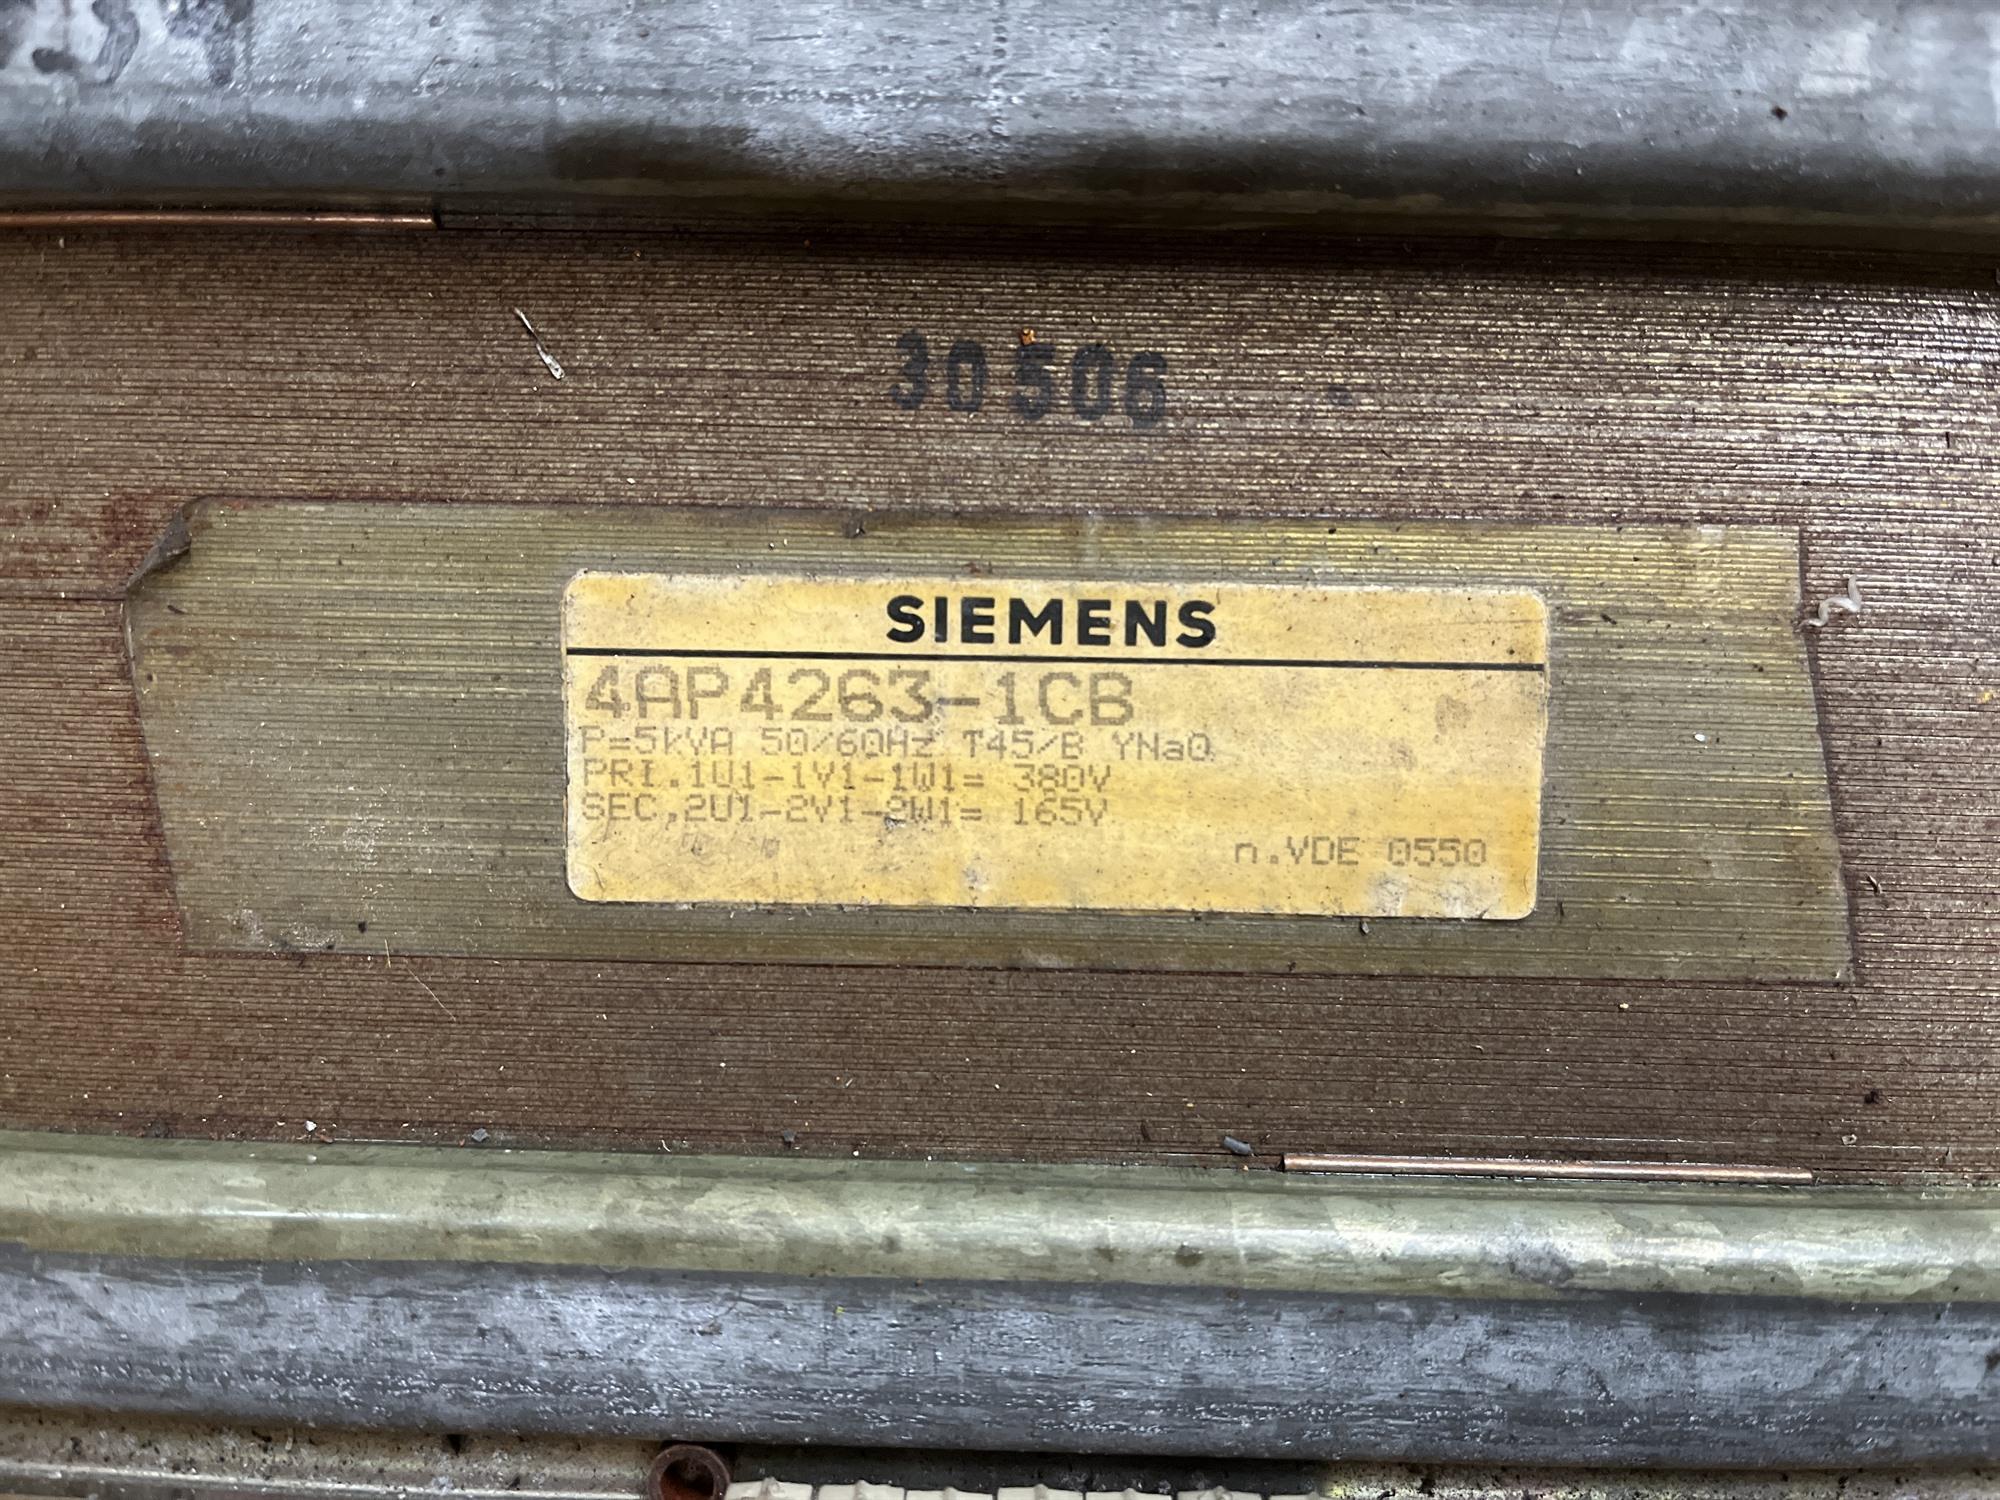 30506
SIEMENS
4AP4263-1CB
P=5kVA 50/60Hz T45/B YNa0
PRI.1U1-1V1-1W1= 380V
SEC.2U1-2V1-2W1= 165V
n.VDE 0550